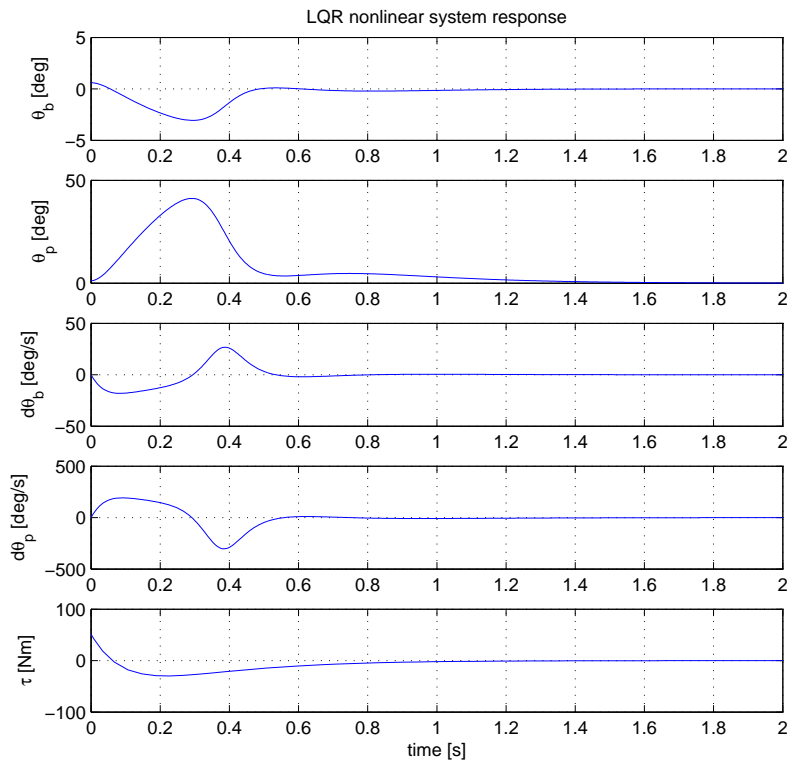 LQR nonlinear system response
5
0
−5
θb [deg]
0 0.2 0.4 0.6 0.8 1 1.2 1.4 1.6 1.8 2
50
0
θp [deg]
0 0.2 0.4 0.6 0.8 1 1.2 1.4 1.6 1.8 2
50
0
−50
dθb [deg/s]
0 0.2 0.4 0.6 0.8 1 1.2 1.4 1.6 1.8 2
500
0
−500
dθp [deg/s]
0 0.2 0.4 0.6 0.8 1 1.2 1.4 1.6 1.8 2
100
0
−100
τ [Nm]
0 0.2 0.4 0.6 0.8 1 1.2 1.4 1.6 1.8 2
time [s]